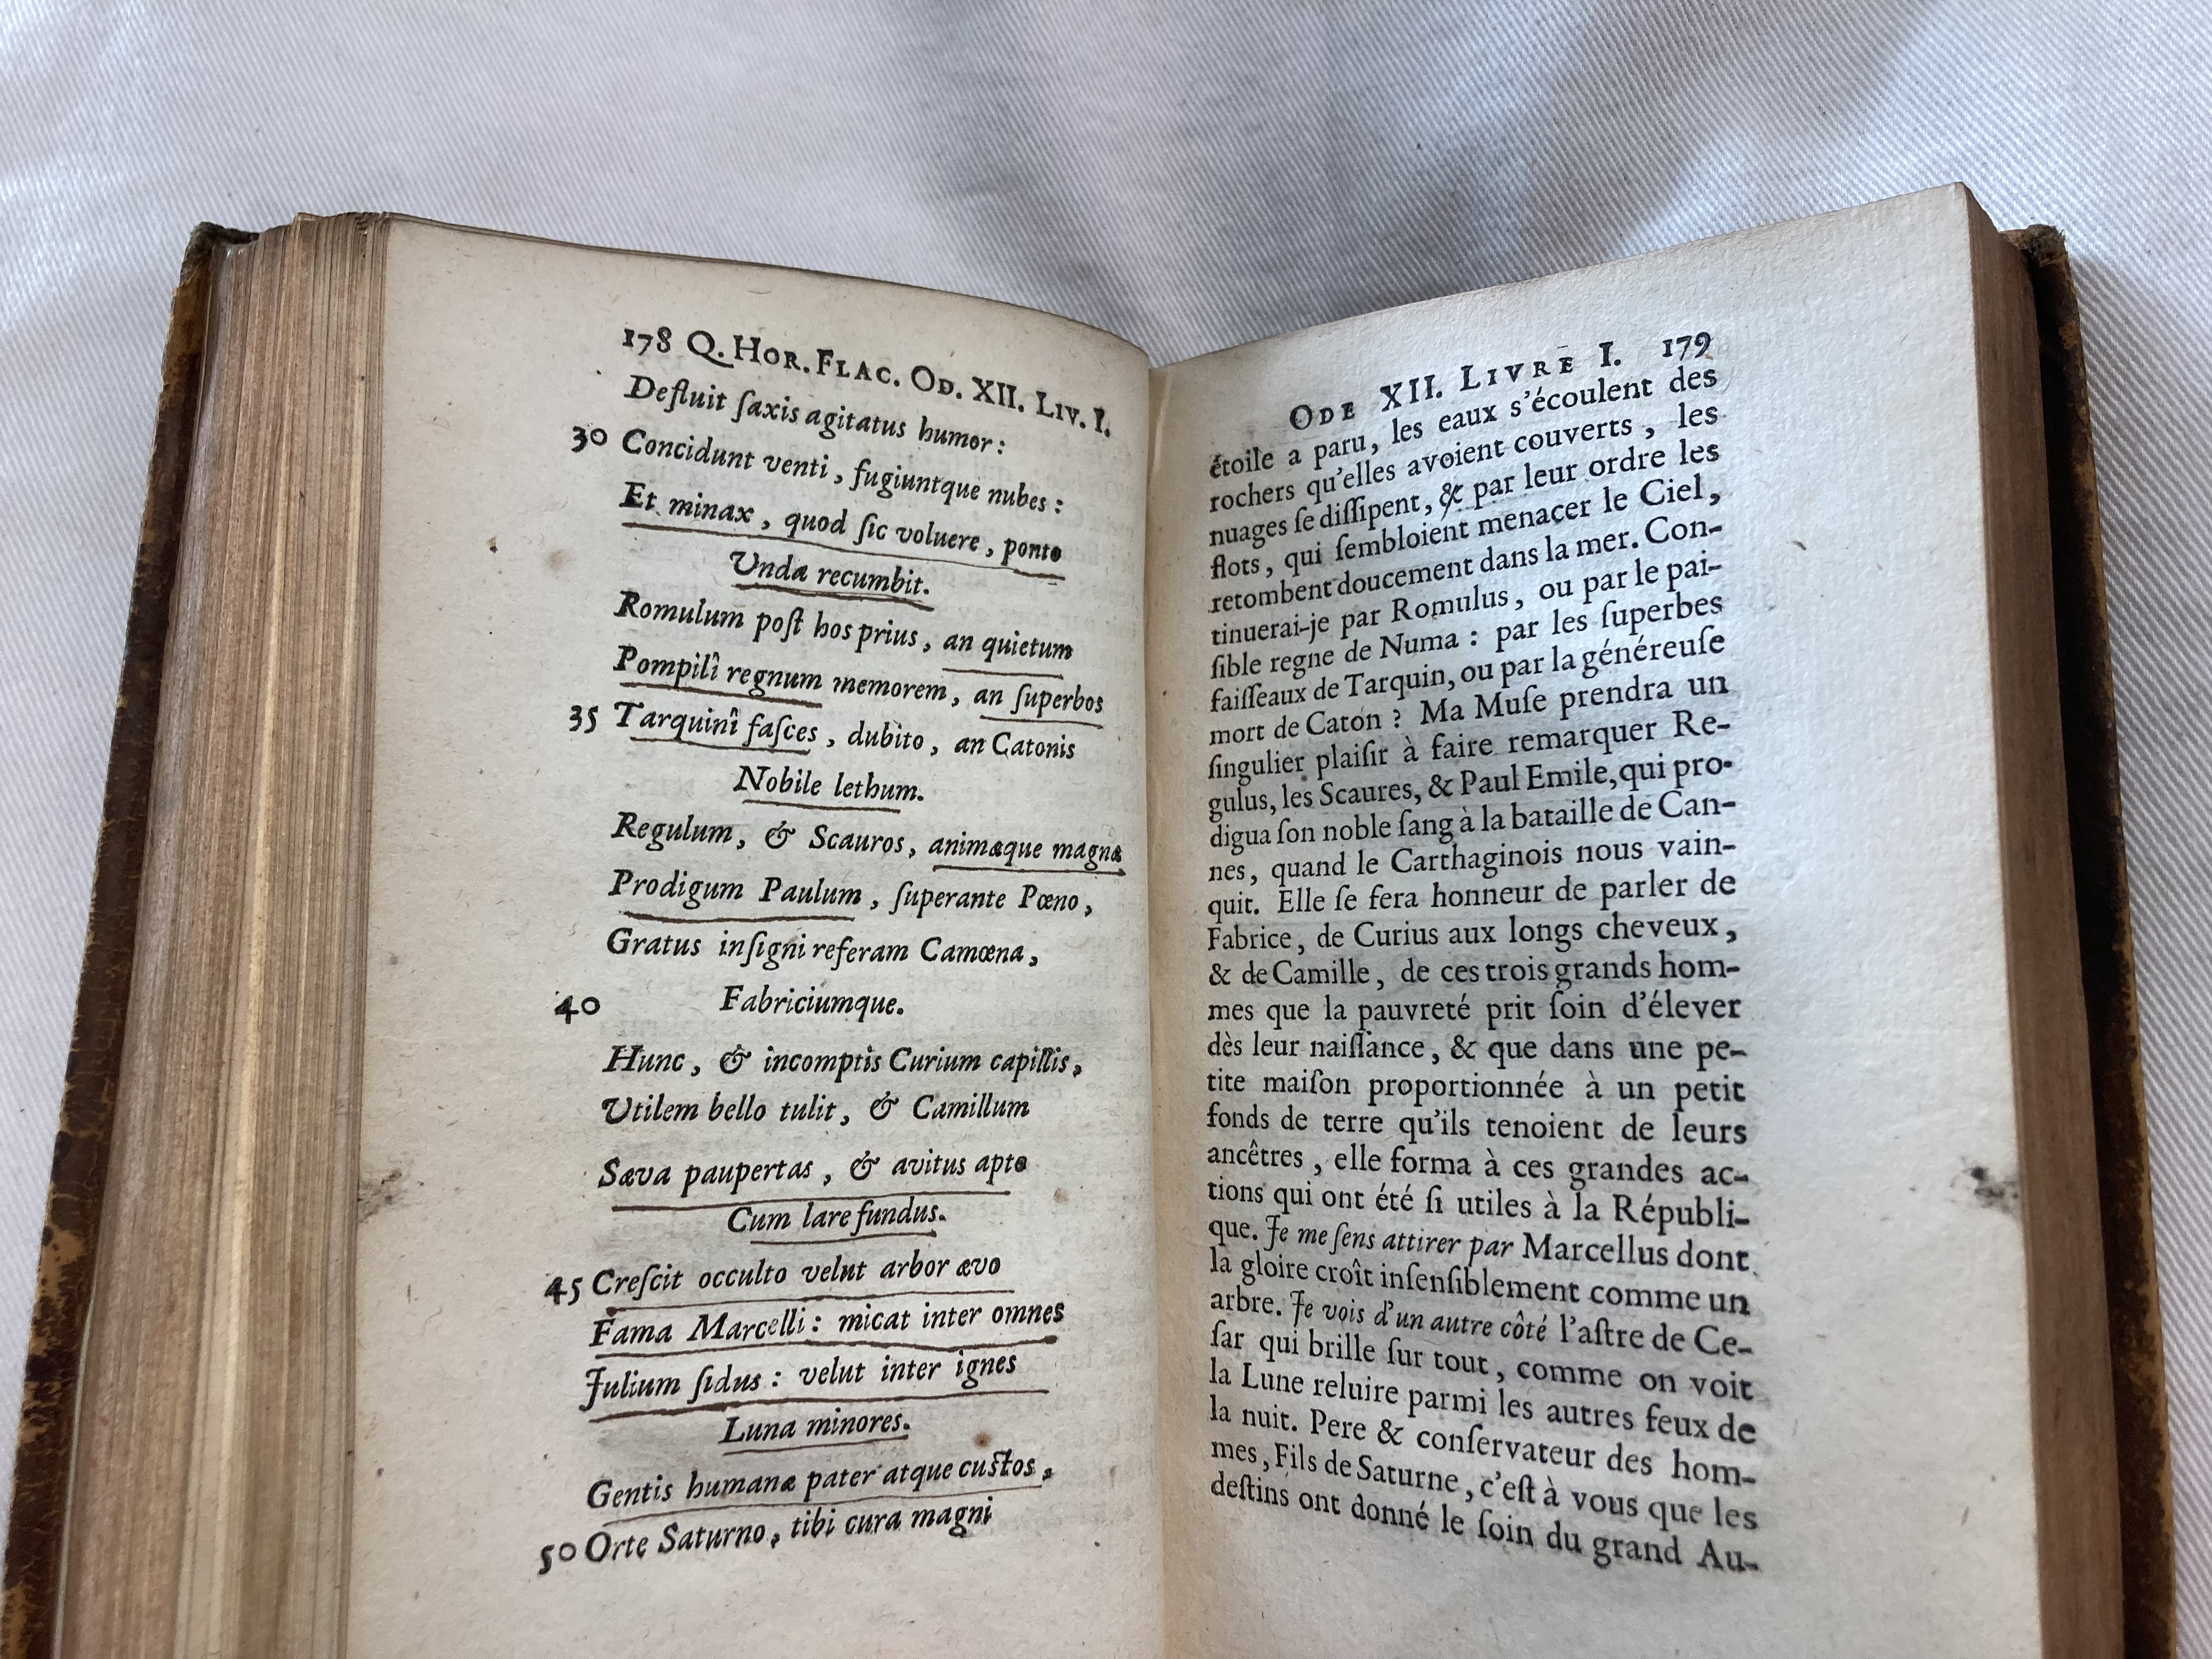 178 Q. HOR. FLAC. OD. XII. LIV. I.
Defluit ſaxis agitatus humor :
30 Concidunt venti , fugiuntque nubes :
Et minax , quod ſic voluere , ponto
Unda recumbit.
Romulum poſt hos prius , an quietum
Pompilî regnum memorem , an ſuperbos
35 Tarquinî faſces , dubito , an Catonis
Nobile lethum.
Regulum , & Scauros , animæque magnæ
Prodigum Paulum , ſuperante Pœno ,
Gratus inſigni referam Camœna ,
40 Fabriciumque.
Hunc , & incomptis Curium capillis ,
Utilem bello tulit , & Camillum
Sæva paupertas , & avitus apto
Cum lare fundus.
45 Creſcit occulto velut arbor ævo
Fama Marcelli : micat inter omnes
Julium ſidus : velut inter ignes
Luna minores.
Gentis humanæ pater atque cuſtos ,
50 Orte Saturno , tibi cura magni
ODE XII. LIVRE I. 179
étoile a paru, les eaux s'écoulent des
rochers qu'elles avoient couverts , les
nuages ſe diſſipent, & par leur ordre les
flots, qui ſembloient menacer le Ciel,
retombent doucement dans la mer. Con-
tinuerai-je par Romulus, ou par le pai-
ſible regne de Numa : par les ſuperbes
faiſſeaux de Tarquin, ou par la généreuſe
mort de Caton ? Ma Muſe prendra un
ſingulier plaiſir à faire remarquer Re-
gulus, les Scaures, & Paul Emile, qui pro-
digua ſon noble ſang à la bataille de Can-
nes, quand le Carthaginois nous vain-
quit. Elle ſe fera honneur de parler de
Fabrice, de Curius aux longs cheveux,
& de Camille, de ces trois grands hom-
mes que la pauvreté prit ſoin d'élever
dès leur naiſſance, & que dans une pe-
tite maiſon proportionnée à un petit
fonds de terre qu'ils tenoient de leurs
ancêtres , elle forma à ces grandes ac-
tions qui ont été ſi utiles à la Républi-
que. Je me ſens attirer par Marcellus dont
la gloire croît inſenſiblement comme un
arbre. Je vois d'un autre côté l'aſtre de Ce-
ſar qui brille ſur tout, comme on voit
la Lune reluire parmi les autres feux de
la nuit. Pere & conſervateur des hom-
mes, Fils de Saturne, c'eſt à vous que les
deſtins ont donné le ſoin du grand Au-